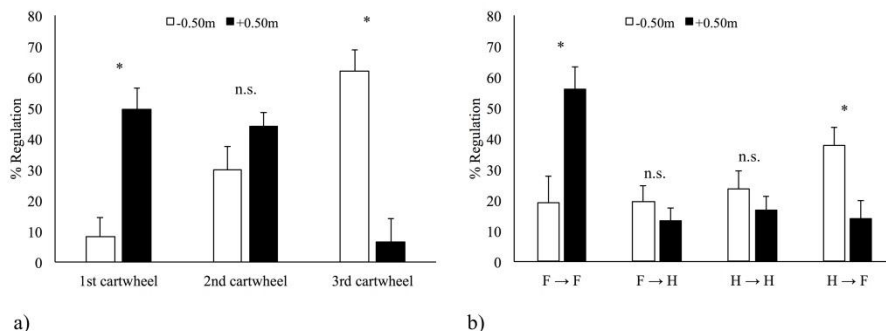 80
70
60
50
40
30
20
10
0
% Regulation
-0.50m +0.50m
*
n.s.
*
1st cartwheel 2nd cartwheel 3rd cartwheel
a)
80
70
60
50
40
30
20
10
0
% Regulation
-0.50m +0.50m
*
n.s.
n.s.
*
F → F F → H H → H H → F
b)